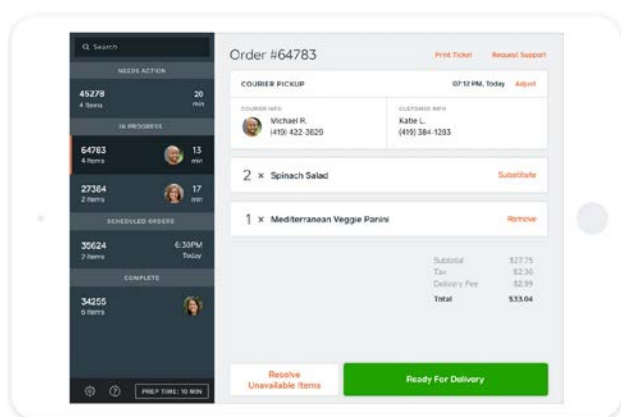 Search
NEEDS ACTION
45278
4 Items
20
min
IN PROGRESS
64783
4 Items
13
min
27384
2 Items
17
min
SCHEDULED ORDERS
35624
2 Items
6:30PM
Today
COMPLETE
34255
5 Items
PREP TIME: 10 MIN
Order #64783
Print Ticket
Request Support
COURIER PICKUP
07:12 PM, Today
Adjust
COURIER INFO
Michael R.
(419) 422-3829
CUSTOMER INFO
Katie L.
(419) 384-1283
2 × Spinach Salad
Substitute
1 × Mediterranean Veggie Panini
Remove
Subtotal $27.75
Tax $2.30
Delivery Fee $2.99
Total $33.04
Resolve
Unavailable Items
Ready For Delivery